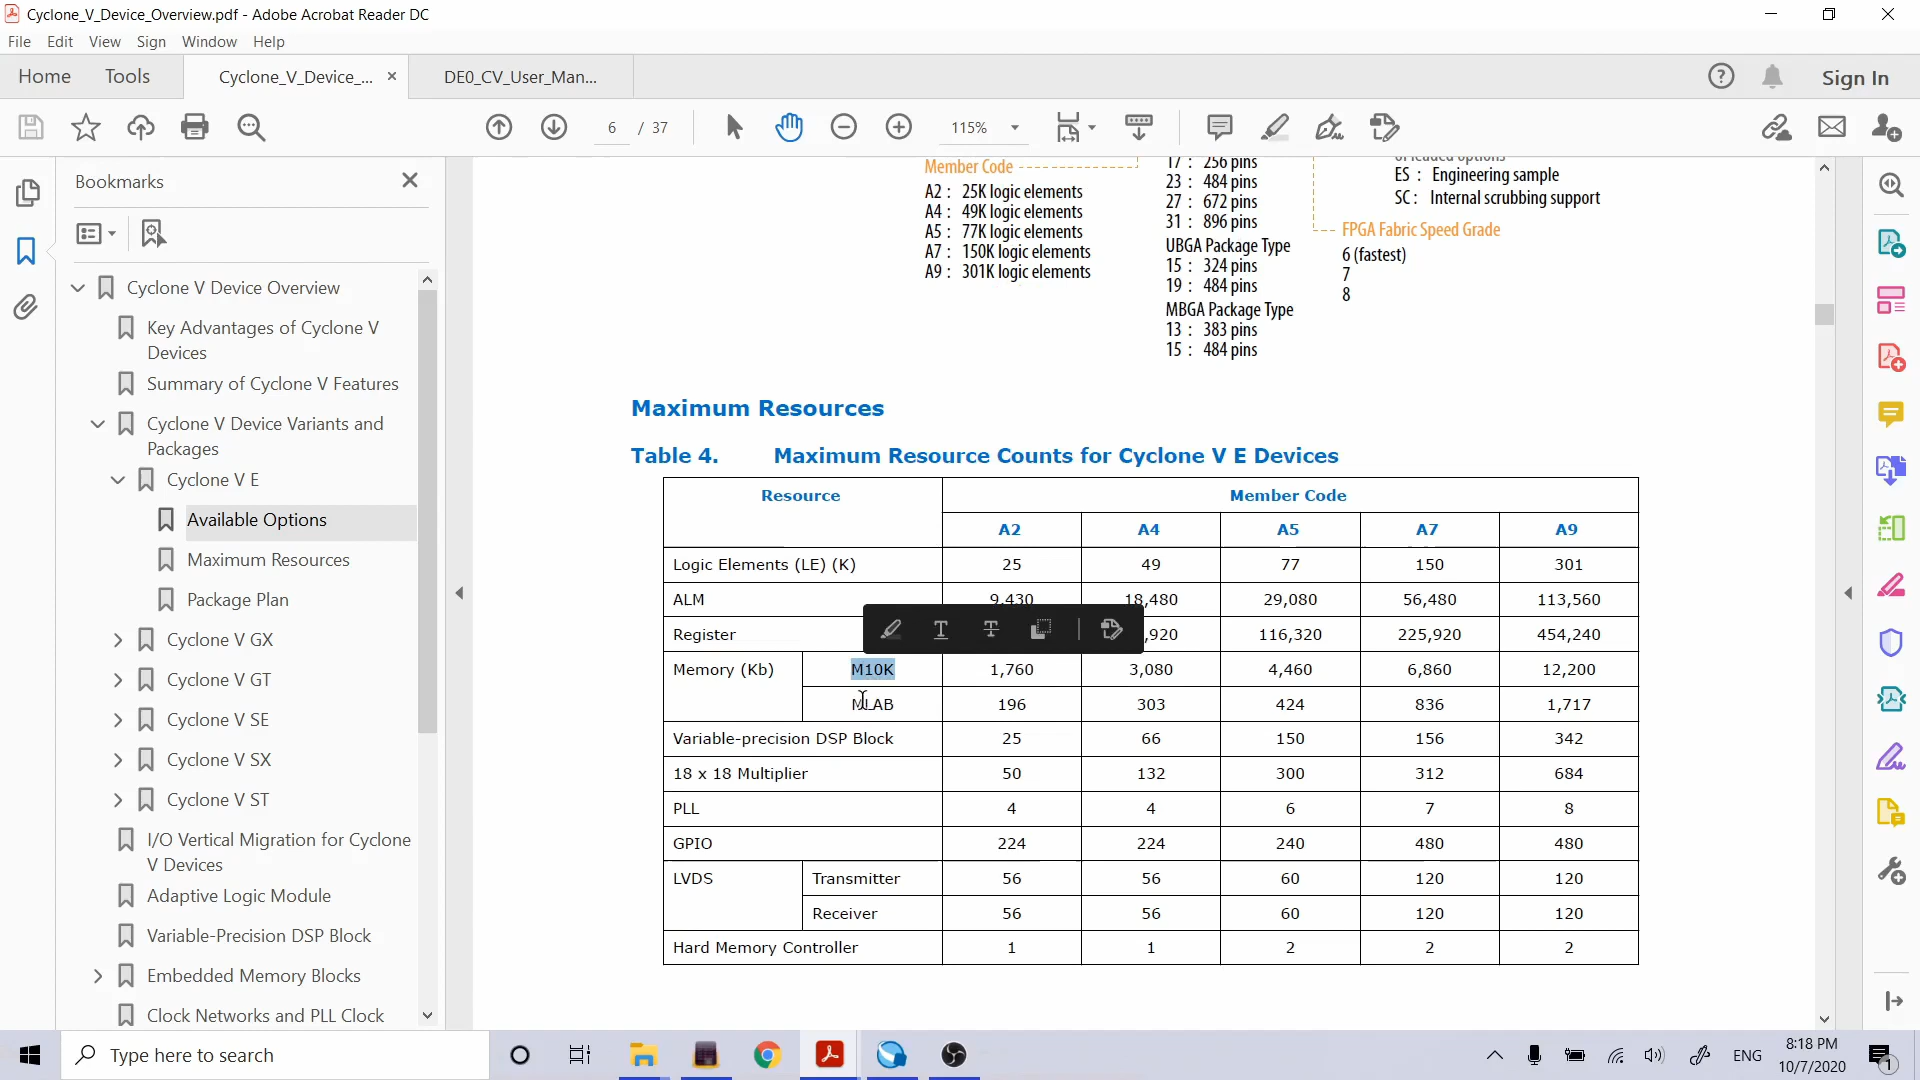 Cyclone_V_Device_Overview.pdf - Adobe Acrobat Reader DC
File Edit View Sign Window Help
Home Tools Cyclone_V_Device_... DE0_CV_User_Man... Sign In
6 / 37 115%
Bookmarks
Cyclone V Device Overview
Key Advantages of Cyclone V
Devices
Summary of Cyclone V Features
Cyclone V Device Variants and
Packages
Cyclone V E
Available Options
Maximum Resources
Package Plan
Cyclone V GX
Cyclone V GT
Cyclone V SE
Cyclone V SX
Cyclone V ST
I/O Vertical Migration for Cyclone
V Devices
Adaptive Logic Module
Variable-Precision DSP Block
Embedded Memory Blocks
Clock Networks and PLL Clock
Member Code
A2 : 25K logic elements
A4 : 49K logic elements
A5 : 77K logic elements
A7 : 150K logic elements
A9 : 301K logic elements
17 : 256 pins
23 : 484 pins
27 : 672 pins
31 : 896 pins
UBGA Package Type
15 : 324 pins
19 : 484 pins
MBGA Package Type
13 : 383 pins
15 : 484 pins
of leaded options
ES : Engineering sample
SC : Internal scrubbing support
FPGA Fabric Speed Grade
6 (fastest)
7
8
Maximum Resources
Table 4. Maximum Resource Counts for Cyclone V E Devices
Resource Member Code
A2 A4 A5 A7 A9
Logic Elements (LE) (K) 25 49 77 150 301
ALM 9,430 18,480 29,080 56,480 113,560
Register ,920 116,320 225,920 454,240
Memory (Kb) M10K 1,760 3,080 4,460 6,860 12,200
MLAB 196 303 424 836 1,717
Variable-precision DSP Block 25 66 150 156 342
18 x 18 Multiplier 50 132 300 312 684
PLL 4 4 6 7 8
GPIO 224 224 240 480 480
LVDS Transmitter 56 56 60 120 120
Receiver 56 56 60 120 120
Hard Memory Controller 1 1 2 2 2
Type here to search
ENG
8:18 PM
10/7/2020
1